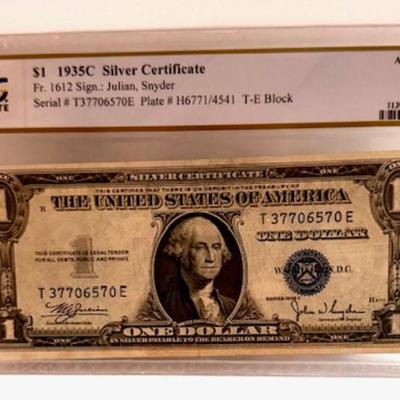 $1 1935C Silver Certificate
Fr. 1612 Sign.: Julian, Snyder
Serial # T37706570E Plate # H6771/4541 T-E Block
SILVER CERTIFICATE
THIS CERTIFIES THAT THERE IS ON DEPOSIT IN THE TREASURY OF
THE UNITED STATES OF AMERICA
T 37706570 E
ONE DOLLAR
THIS CERTIFICATE IS LEGAL TENDER
FOR ALL DEBTS, PUBLIC AND PRIVATE
1
WASHINGTON, D.C.
T 37706570 E
ONE DOLLAR
IN SILVER PAYABLE TO THE BEARER ON DEMAND